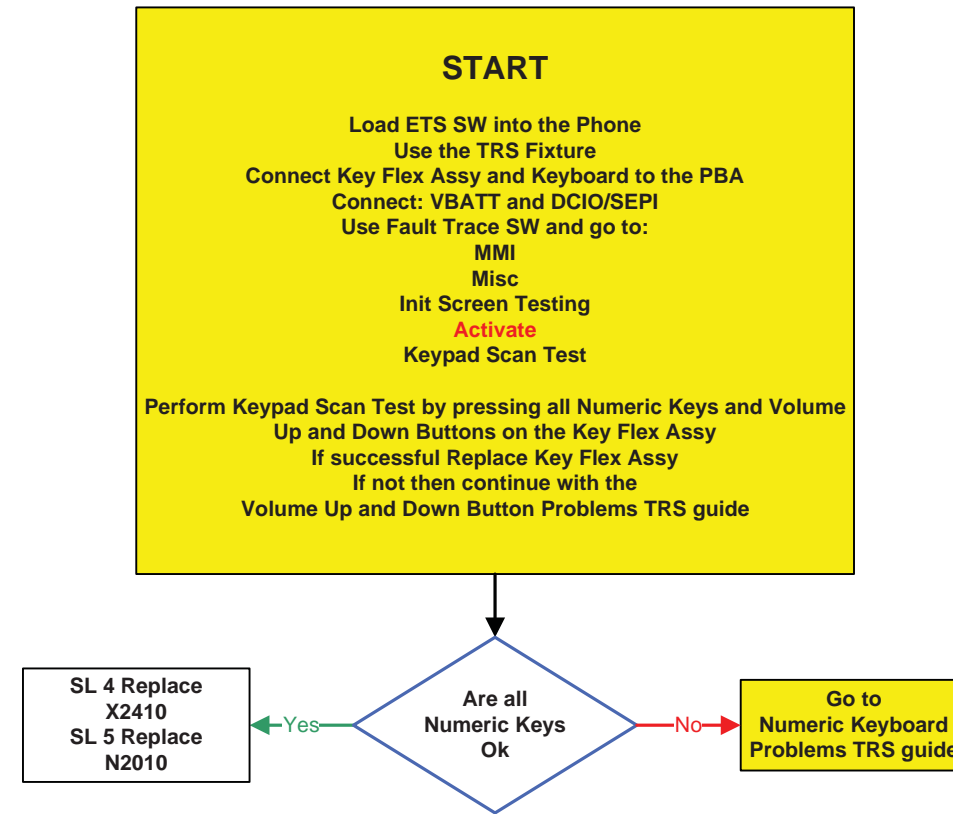 START
Load ETS SW into the Phone
Use the TRS Fixture
Connect Key Flex Assy and Keyboard to the PBA
Connect: VBATT and DCIO/SEPI
Use Fault Trace SW and go to:
MMI
Misc
Init Screen Testing
Activate
Keypad Scan Test
Perform Keypad Scan Test by pressing all Numeric Keys and Volume
Up and Down Buttons on the Key Flex Assy
If successful Replace Key Flex Assy
If not then continue with the
Volume Up and Down Button Problems TRS guide
SL 4 Replace
X2410
SL 5 Replace
N2010
Yes
Are all
Numeric Keys
Ok
No
Go to
Numeric Keyboard
Problems TRS guide